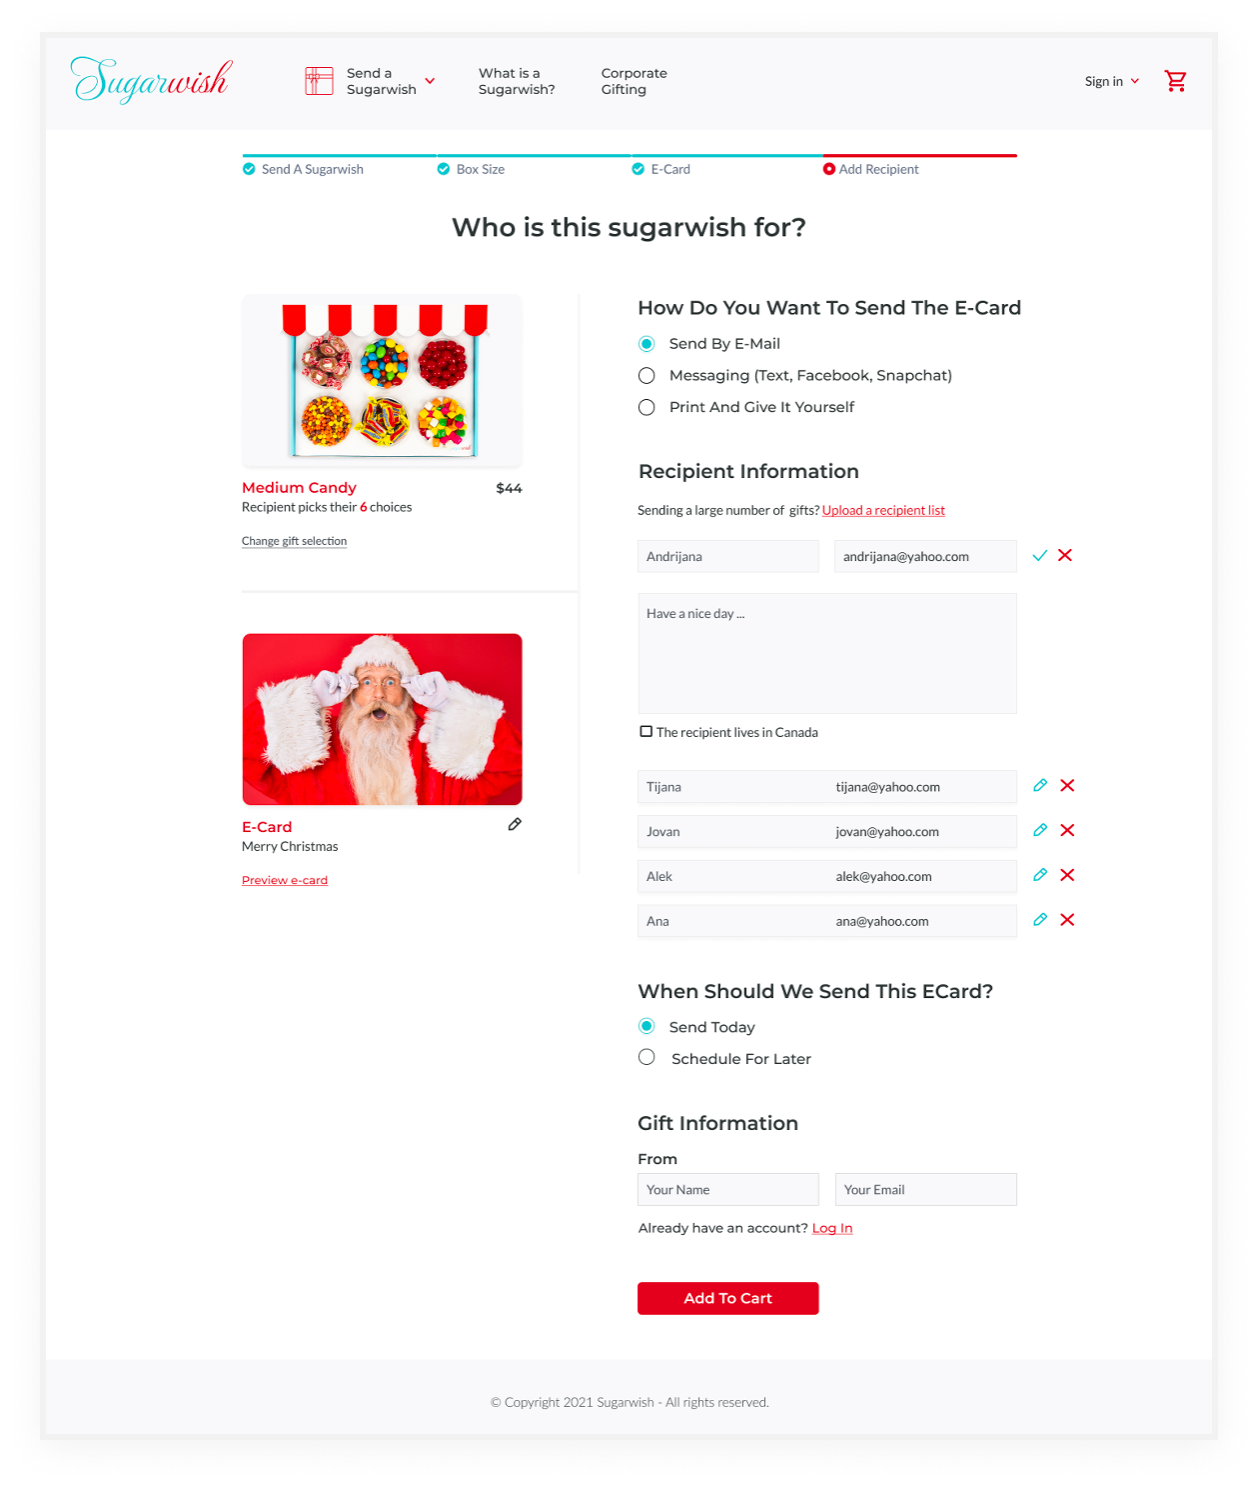 Sugarwish
Send a
Sugarwish
What is a
Sugarwish?
Corporate
Gifting
Sign in
Send A Sugarwish
Box Size
E-Card
Add Recipient
Who is this sugarwish for?
Medium Candy
$44
Recipient picks their 6 choices
Change gift selection
E-Card
Merry Christmas
Preview e-card
How Do You Want To Send The E-Card
Send By E-Mail
Messaging (Text, Facebook, Snapchat)
Print And Give It Yourself
Recipient Information
Sending a large number of gifts? Upload a recipient list
Andrijana
andrijana@yahoo.com
Have a nice day ...
The recipient lives in Canada
Tijana
tijana@yahoo.com
Jovan
jovan@yahoo.com
Alek
alek@yahoo.com
Ana
ana@yahoo.com
When Should We Send This ECard?
Send Today
Schedule For Later
Gift Information
From
Your Name
Your Email
Already have an account? Log In
Add To Cart
© Copyright 2021 Sugarwish - All rights reserved.